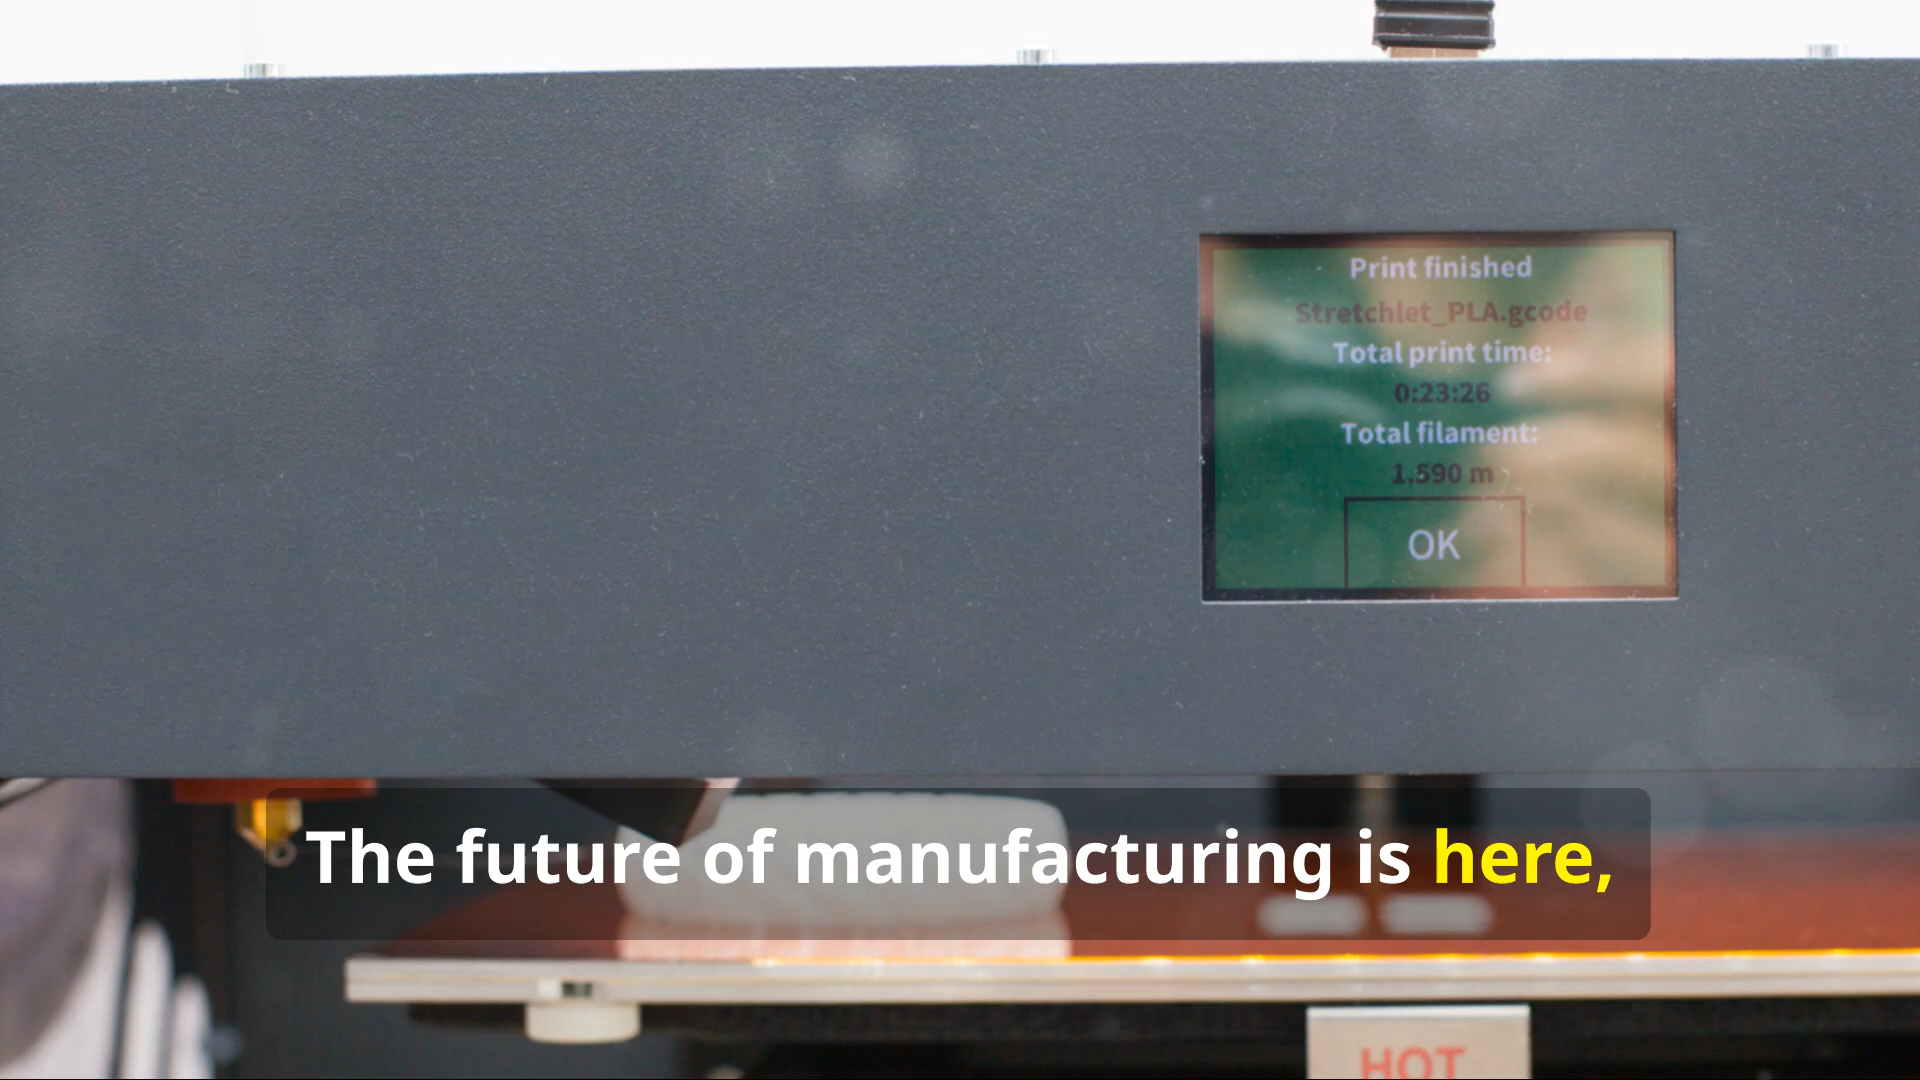 Print finished
Stretchlet_PLA.gcode
Total print time:
0:23:26
Total filament:
1.590 m
OK
The future of manufacturing is here,
HOT